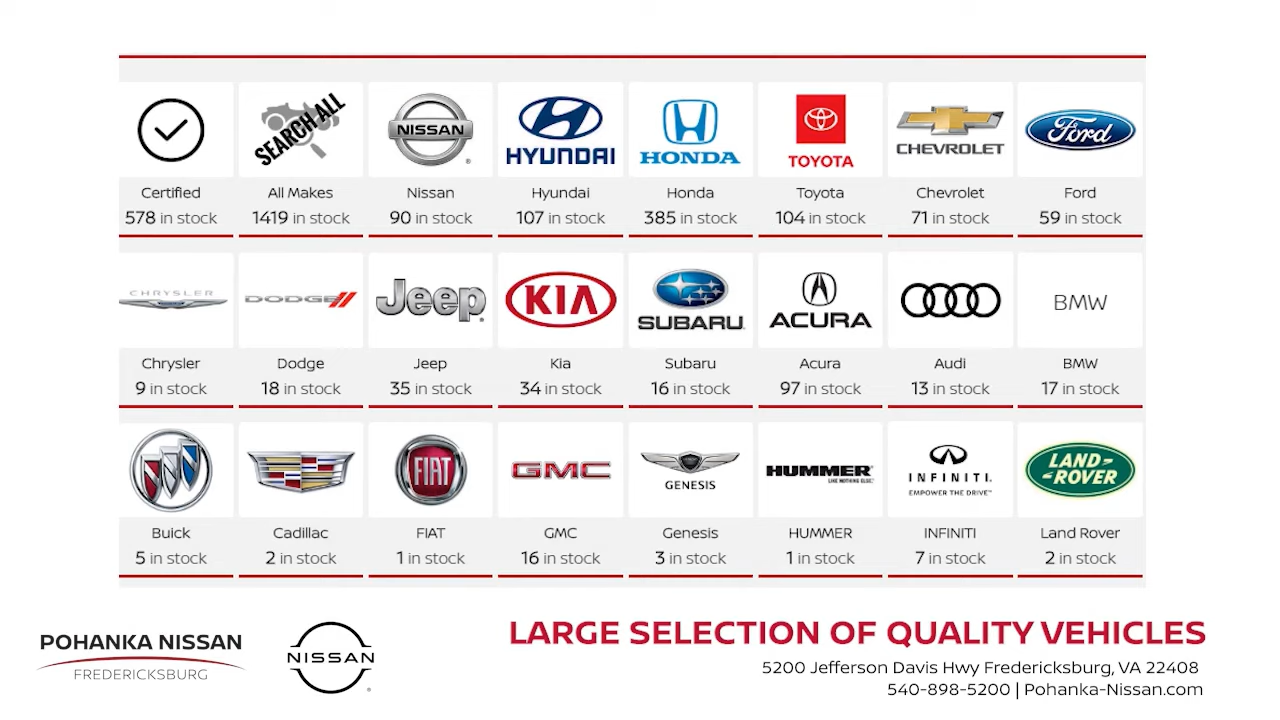 SEARCH ALL
NISSAN
HYUNDAI
HONDA
TOYOTA
CHEVROLET
Ford
Certified
All Makes
Nissan
Hyundai
Honda
Toyota
Chevrolet
Ford
578 in stock
1419 in stock
90 in stock
107 in stock
385 in stock
104 in stock
71 in stock
59 in stock
CHRYSLER
DODGE
Jeep
KIA
SUBARU
ACURA
BMW
Chrysler
Dodge
Jeep
Kia
Subaru
Acura
Audi
BMW
9 in stock
18 in stock
35 in stock
34 in stock
16 in stock
97 in stock
13 in stock
17 in stock
FIAT
GMC
GENESIS
HUMMER
LIKE NOTHING ELSE.
INFINITI
EMPOWER THE DRIVE™
LAND-
-ROVER
Buick
Cadillac
FIAT
GMC
Genesis
HUMMER
INFINITI
Land Rover
5 in stock
2 in stock
1 in stock
16 in stock
3 in stock
1 in stock
7 in stock
2 in stock
POHANKA NISSAN
FREDERICKSBURG
NISSAN
LARGE SELECTION OF QUALITY VEHICLES
5200 Jefferson Davis Hwy Fredericksburg, VA 22408
540-898-5200 | Pohanka-Nissan.com